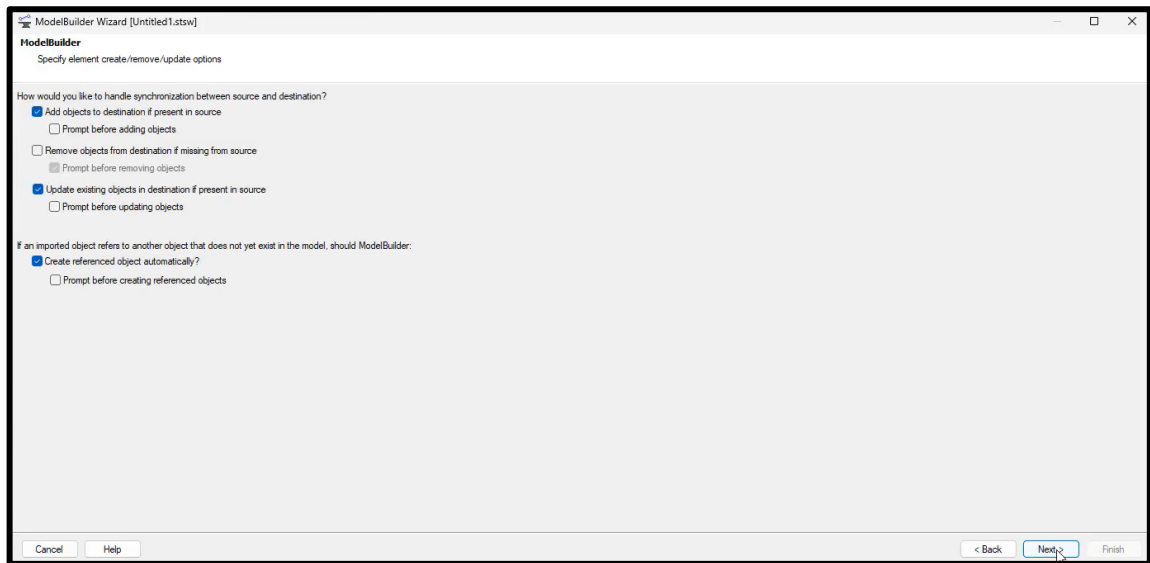 ModelBuilder Wizard [Untitled1.stsw]
ModelBuilder
Specify element create/remove/update options
How would you like to handle synchronization between source and destination?
Add objects to destination if present in source
Prompt before adding objects
Remove objects from destination if missing from source
Prompt before removing objects
Update existing objects in destination if present in source
Prompt before updating objects
If an imported object refers to another object that does not yet exist in the model, should ModelBuilder:
Create referenced object automatically?
Prompt before creating referenced objects
Cancel Help < Back Next > Finish